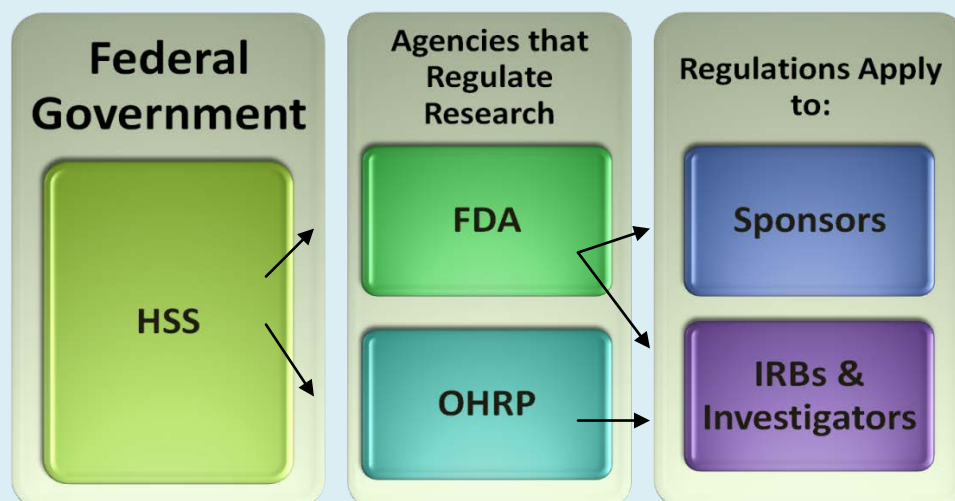 Federal
Government
HSS
Agencies that
Regulate
Research
FDA
OHRP
Regulations Apply
to:
Sponsors
IRBs &
Investigators